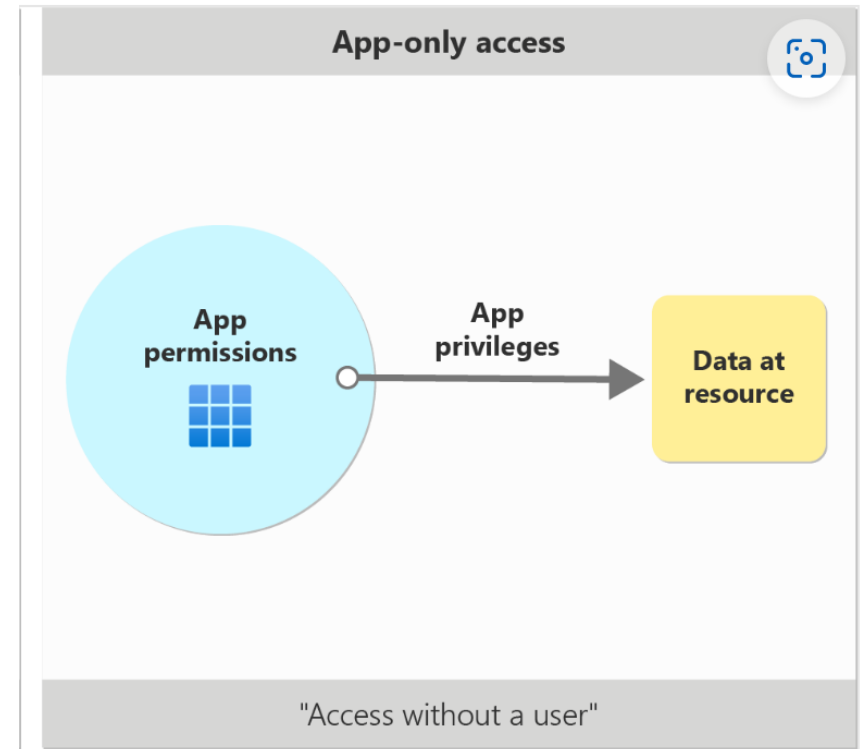 App-only access
App
permissions
App
privileges
Data at
resource
"Access without a user"